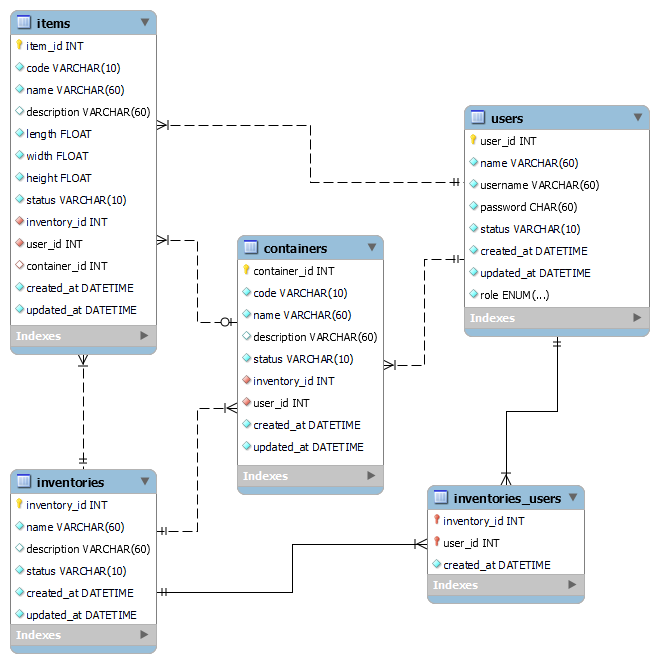 items
item_id INT
code VARCHAR(10)
name VARCHAR(60)
description VARCHAR(60)
length FLOAT
width FLOAT
height FLOAT
status VARCHAR(10)
inventory_id INT
user_id INT
container_id INT
created_at DATETIME
updated_at DATETIME
Indexes
users
user_id INT
name VARCHAR(60)
username VARCHAR(60)
password CHAR(60)
status VARCHAR(10)
created_at DATETIME
updated_at DATETIME
role ENUM(...)
Indexes
containers
container_id INT
code VARCHAR(10)
name VARCHAR(60)
description VARCHAR(60)
status VARCHAR(10)
inventory_id INT
user_id INT
created_at DATETIME
updated_at DATETIME
Indexes
inventories
inventory_id INT
name VARCHAR(60)
description VARCHAR(60)
status VARCHAR(10)
created_at DATETIME
updated_at DATETIME
Indexes
inventories_users
inventory_id INT
user_id INT
created_at DATETIME
Indexes